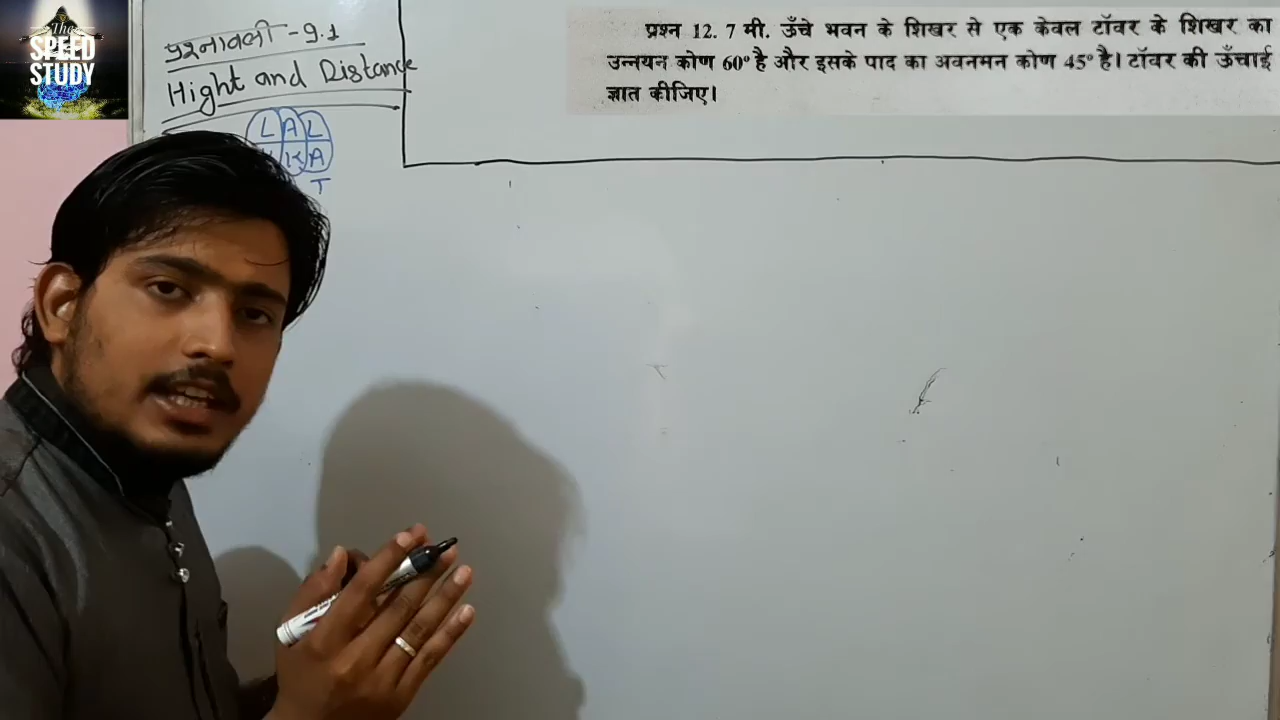 The
SPEED
STUDY
प्रश्नावली - 9.1
Hight and Distance
L A L
K A
T
प्रश्न 12. 7 मी. ऊँचे भवन के शिखर से एक केवल टॉवर के शिखर का
उन्नयन कोण 60° है और इसके पाद का अवनमन कोण 45° है। टॉवर की ऊँचाई
ज्ञात कीजिए।